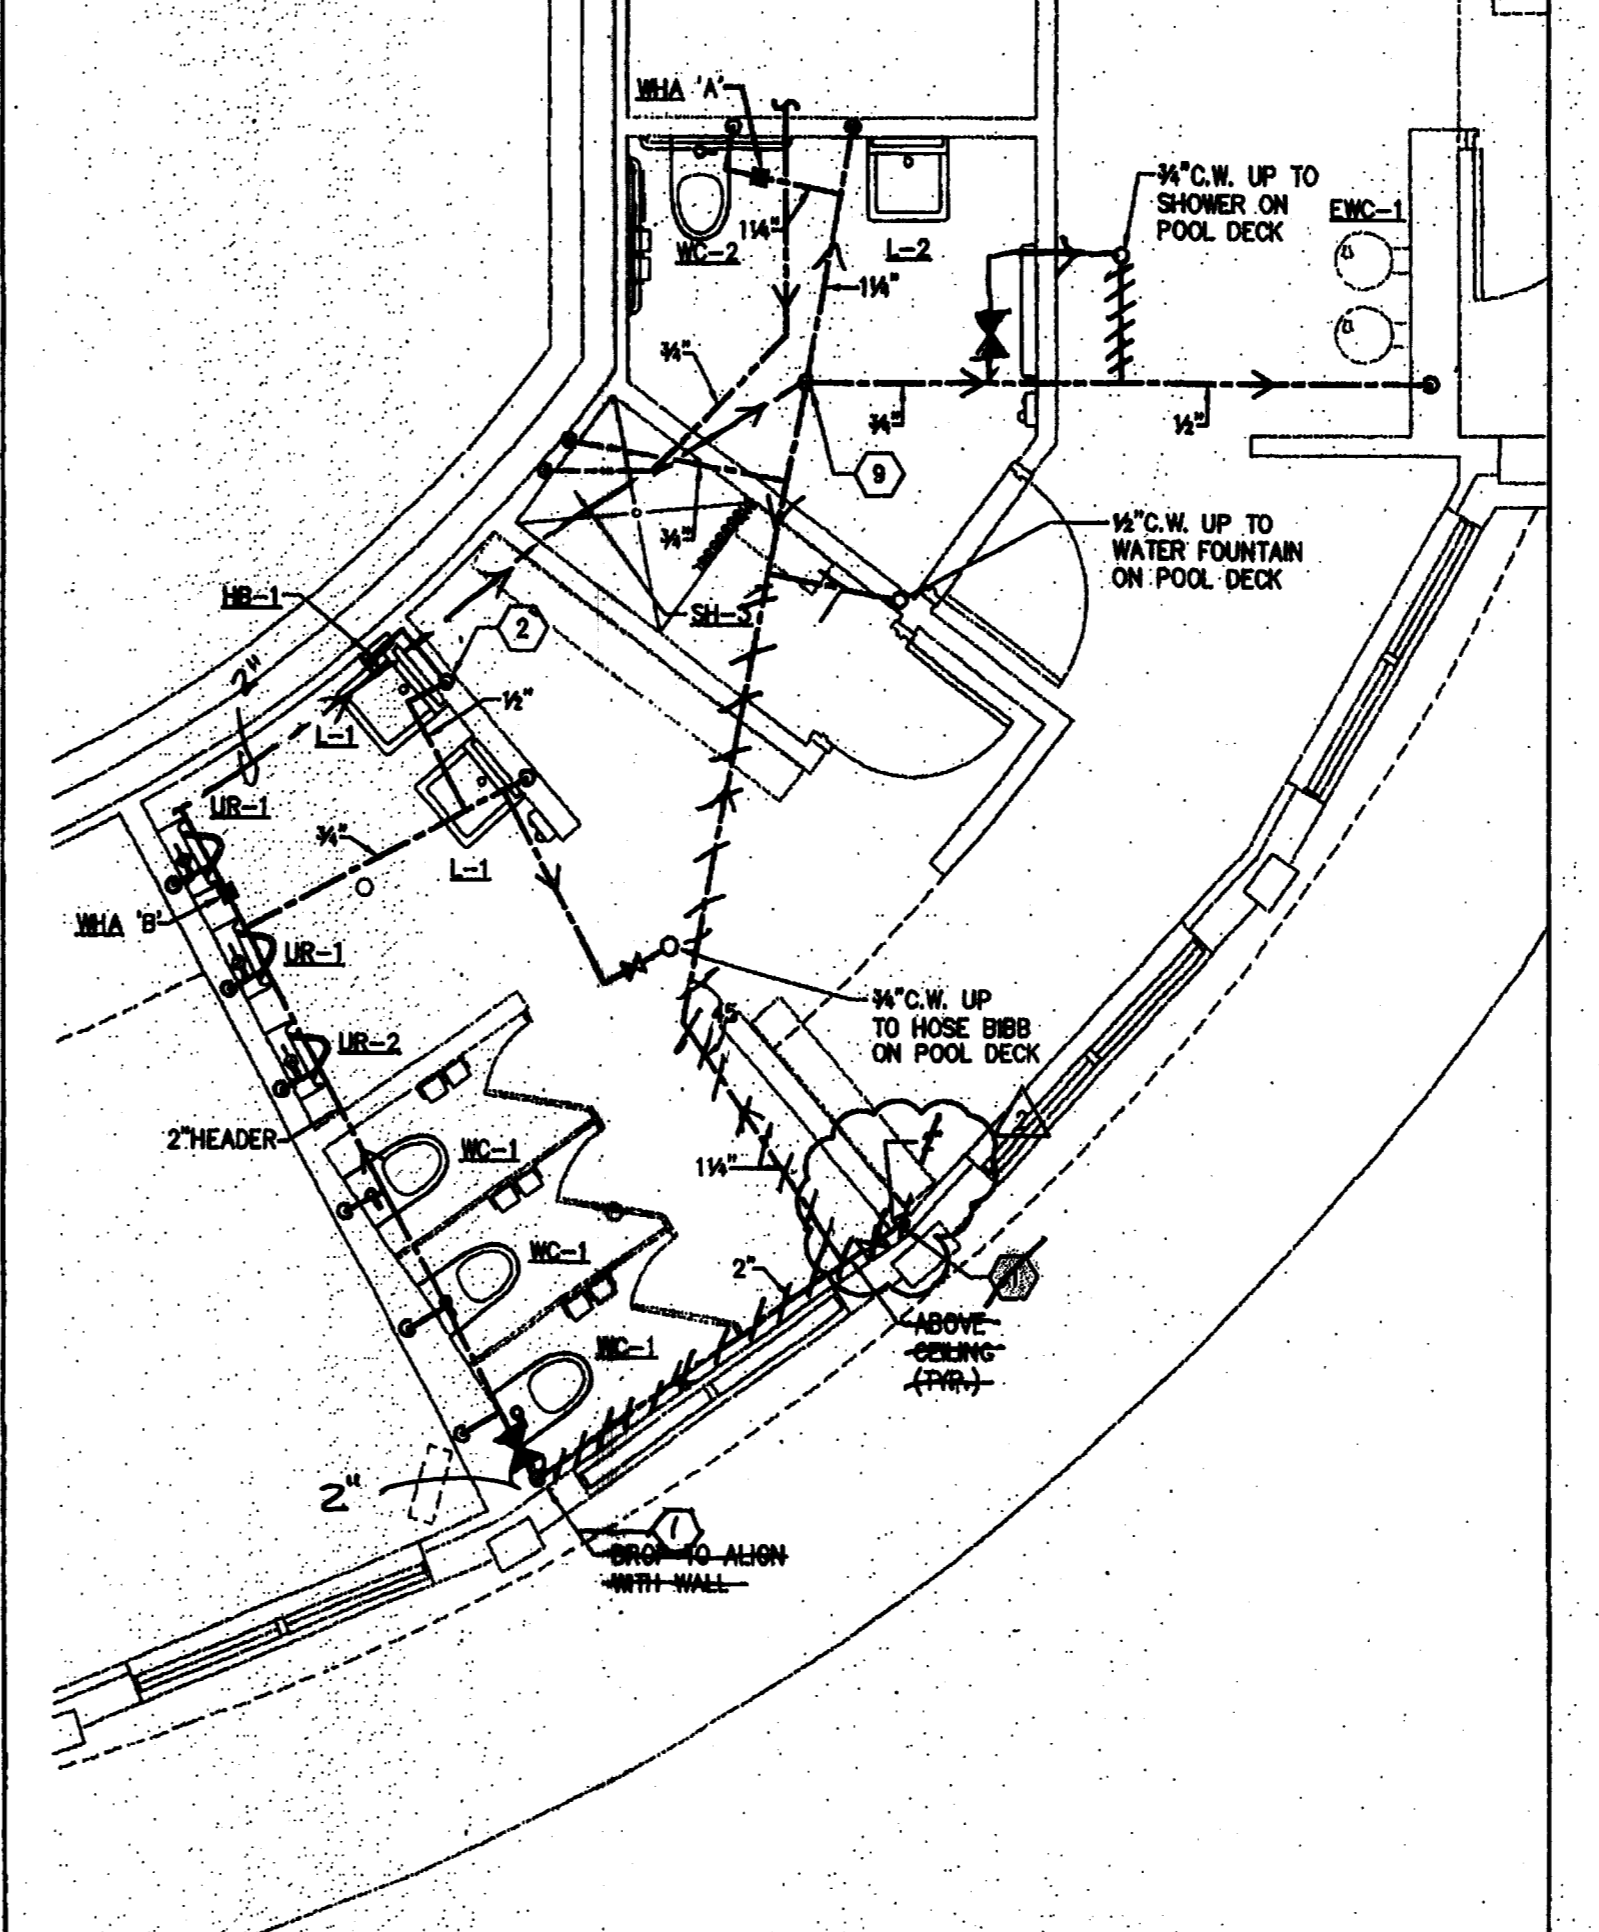 WHA 'A'
¾"C.W. UP TO
SHOWER ON
POOL DECK
EWC-1
1¼"
WC-2
L-2
1¼"
¾"
¾"
½"
9
¾"
½"C.W. UP TO
WATER FOUNTAIN
ON POOL DECK
HB-1
2
SH-3
2"
½"
L-1
UR-1
¾"
L-1
WHA 'B'
UR-1
¾"C.W. UP
TO HOSE BIBB
ON POOL DECK
45
UR-2
2"HEADER
WC-1
2
1¼"
WC-1
2"
1
ABOVE
CEILING
(TYP.)
WC-1
2"
1
DROP TO ALIGN
WITH WALL